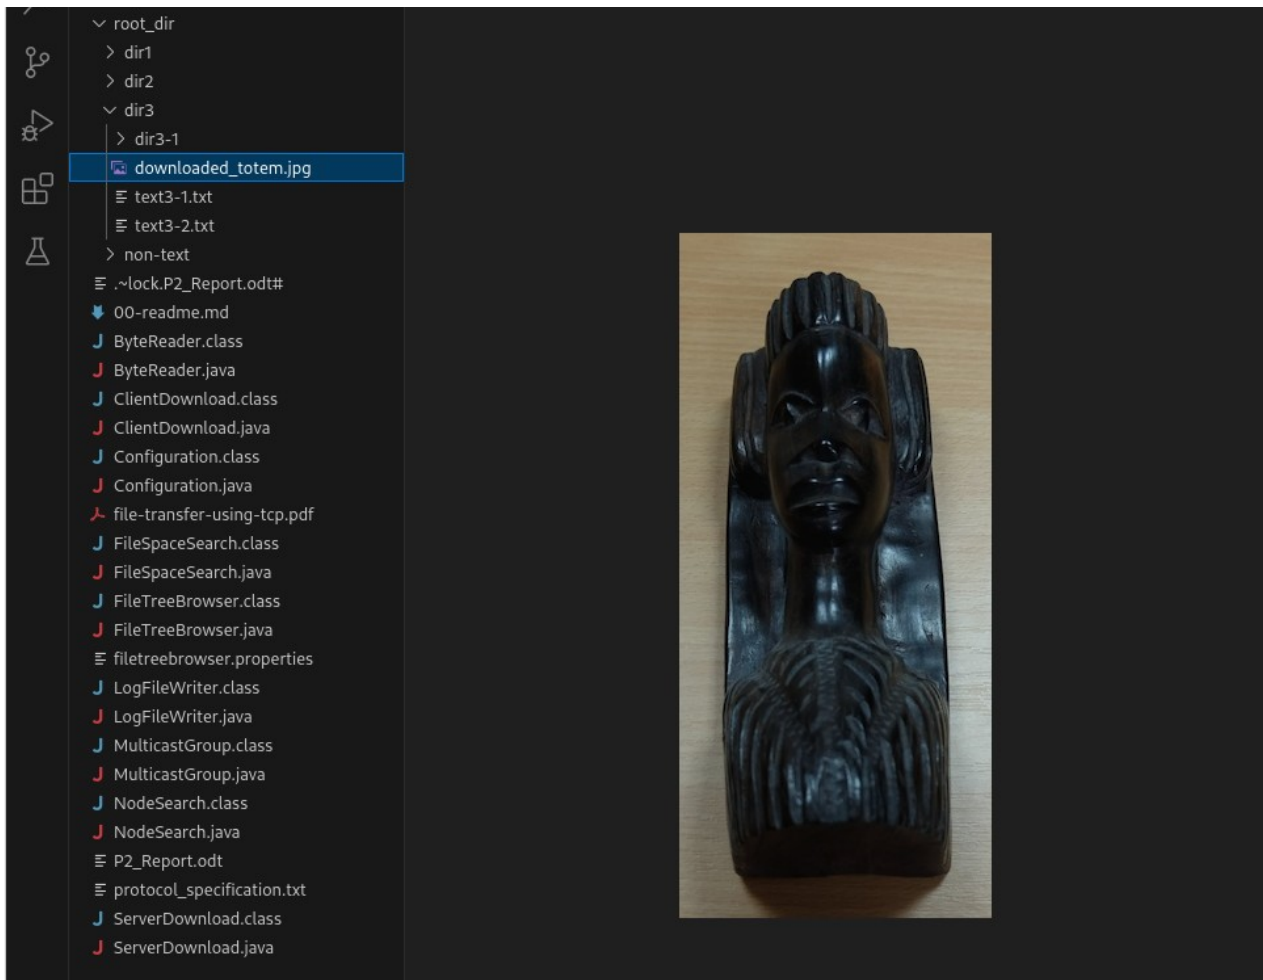 root_dir
dir1
dir2
dir3
dir3-1
downloaded_totem.jpg
text3-1.txt
text3-2.txt
non-text
.~lock.P2_Report.odt#
00-readme.md
ByteReader.class
ByteReader.java
ClientDownload.class
ClientDownload.java
Configuration.class
Configuration.java
file-transfer-using-tcp.pdf
FileSpaceSearch.class
FileSpaceSearch.java
FileTreeBrowser.class
FileTreeBrowser.java
filetreebrowser.properties
LogFileWriter.class
LogFileWriter.java
MulticastGroup.class
MulticastGroup.java
NodeSearch.class
NodeSearch.java
P2_Report.odt
protocol_specification.txt
ServerDownload.class
ServerDownload.java